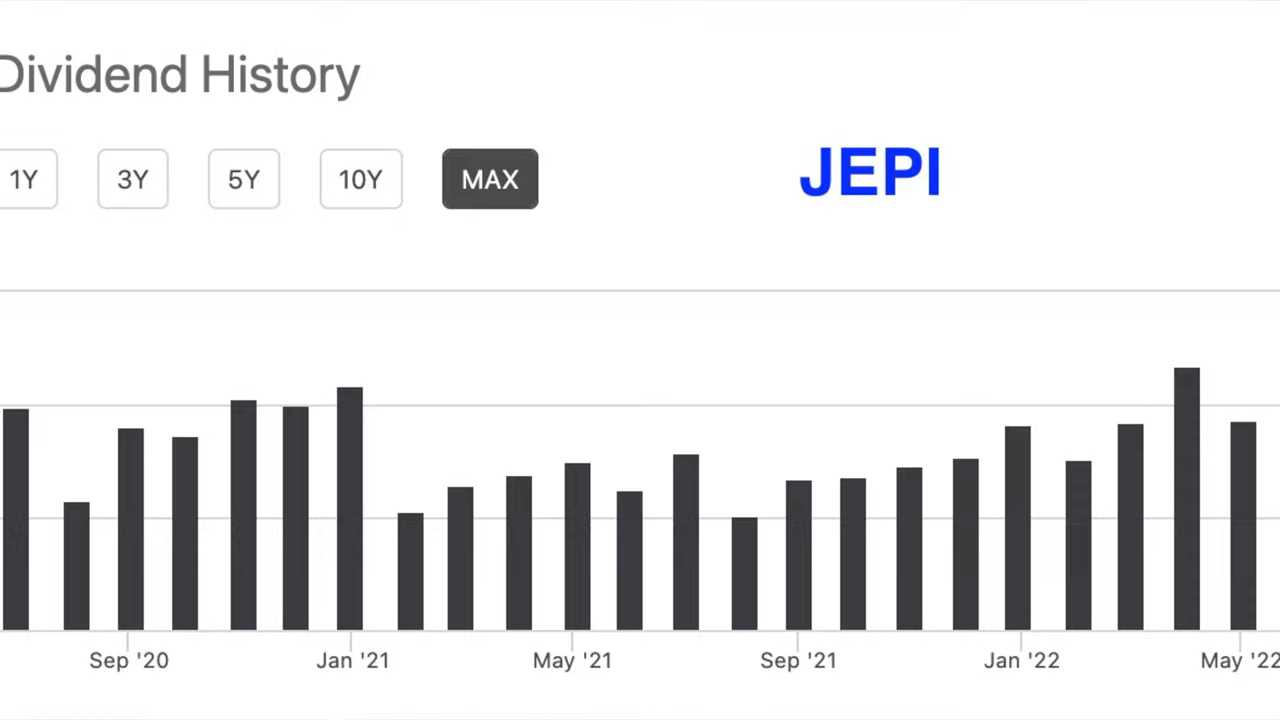 Dividend History
1Y 3Y 5Y 10Y MAX
JEPI
Sep '20 Jan '21 May '21 Sep '21 Jan '22 May '22